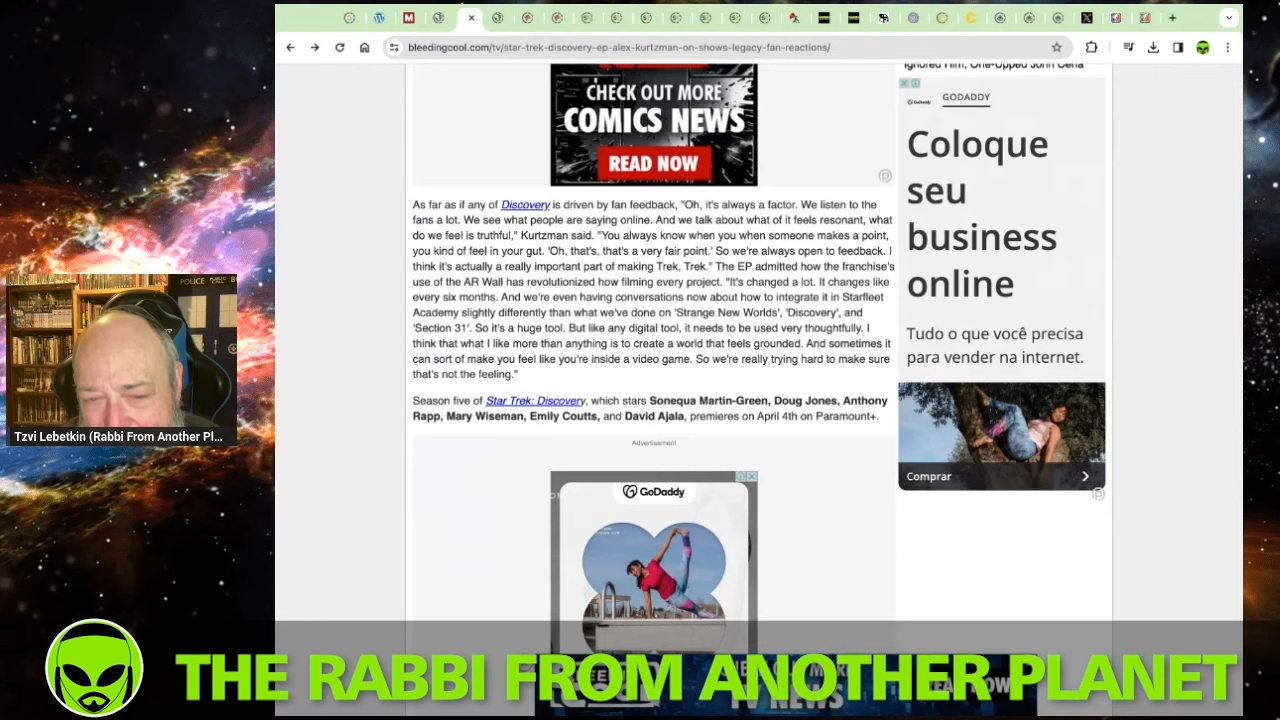 bleedingcool.com/tv/star-trek-discovery-ep-alex-kurtzman-on-shows-legacy-fan-reactions/
Ignored Him, One-Upped John Cena
CHECK OUT MORE
COMICS NEWS
READ NOW
As far as if any of Discovery is driven by fan feedback, "Oh, it's always a factor. We listen to the
fans a lot. We see what people are saying online. And we talk about what of it feels resonant, what
do we feel is truthful," Kurtzman said. "You always know when you when someone makes a point,
you kind of feel in your gut. 'Oh, that's, that's a very fair point.' So we're always open to feedback. I
think it's actually a really important part of making Trek, Trek." The EP admitted how the franchise's
use of the AR Wall has revolutionized how filming every project. "It's changed a lot. It changes like
every six months. And we're even having conversations now about how to integrate it in Starfleet
Academy slightly differently than what we've done on 'Strange New Worlds', 'Discovery', and
'Section 31'. So it's a huge tool. But like any digital tool, it needs to be used very thoughtfully. I
think that what I like more than anything is to create a world that feels grounded. And sometimes it
can sort of make you feel like you're inside a video game. So we're really trying hard to make sure
that's not the feeling."
Season five of Star Trek: Discovery, which stars Sonequa Martin-Green, Doug Jones, Anthony
Rapp, Mary Wiseman, Emily Coutts, and David Ajala, premieres on April 4th on Paramount+.
Advertisement
GoDaddy
GoDaddy
GODADDY
Coloque
seu
business
online
Tudo o que você precisa
para vender na internet.
Comprar
POLICE PUBLIC CALL B
Tzvi Lebetkin (Rabbi From Another Pl...
THE RABBI FROM ANOTHER PLANET
TV NEWS